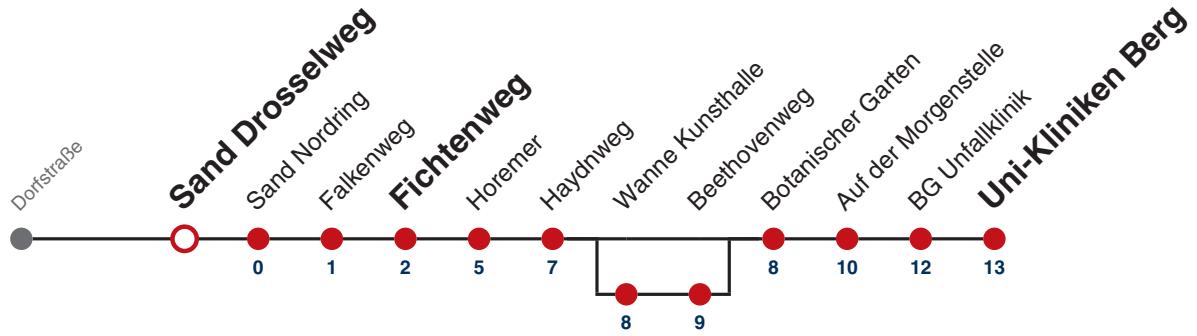 Dorfstraße
Sand Drosselweg
Sand Nordring
Falkenweg
Fichtenweg
Horemer
Haydnweg
Wanne Kunsthalle
Beethovenweg
Botanischer Garten
Auf der Morgenstelle
BG Unfallklinik
Uni-Kliniken Berg
0 1 2 5 7 8 10 12 13
8 9